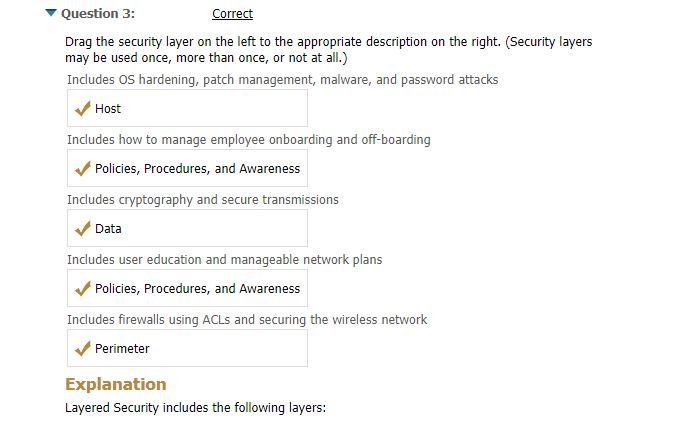 Question 3: Correct
Drag the security layer on the left to the appropriate description on the right. (Security layers
may be used once, more than once, or not at all.)
Includes OS hardening, patch management, malware, and password attacks
Host
Includes how to manage employee onboarding and off-boarding
Policies, Procedures, and Awareness
Includes cryptography and secure transmissions
Data
Includes user education and manageable network plans
Policies, Procedures, and Awareness
Includes firewalls using ACLs and securing the wireless network
Perimeter
Explanation
Layered Security includes the following layers: